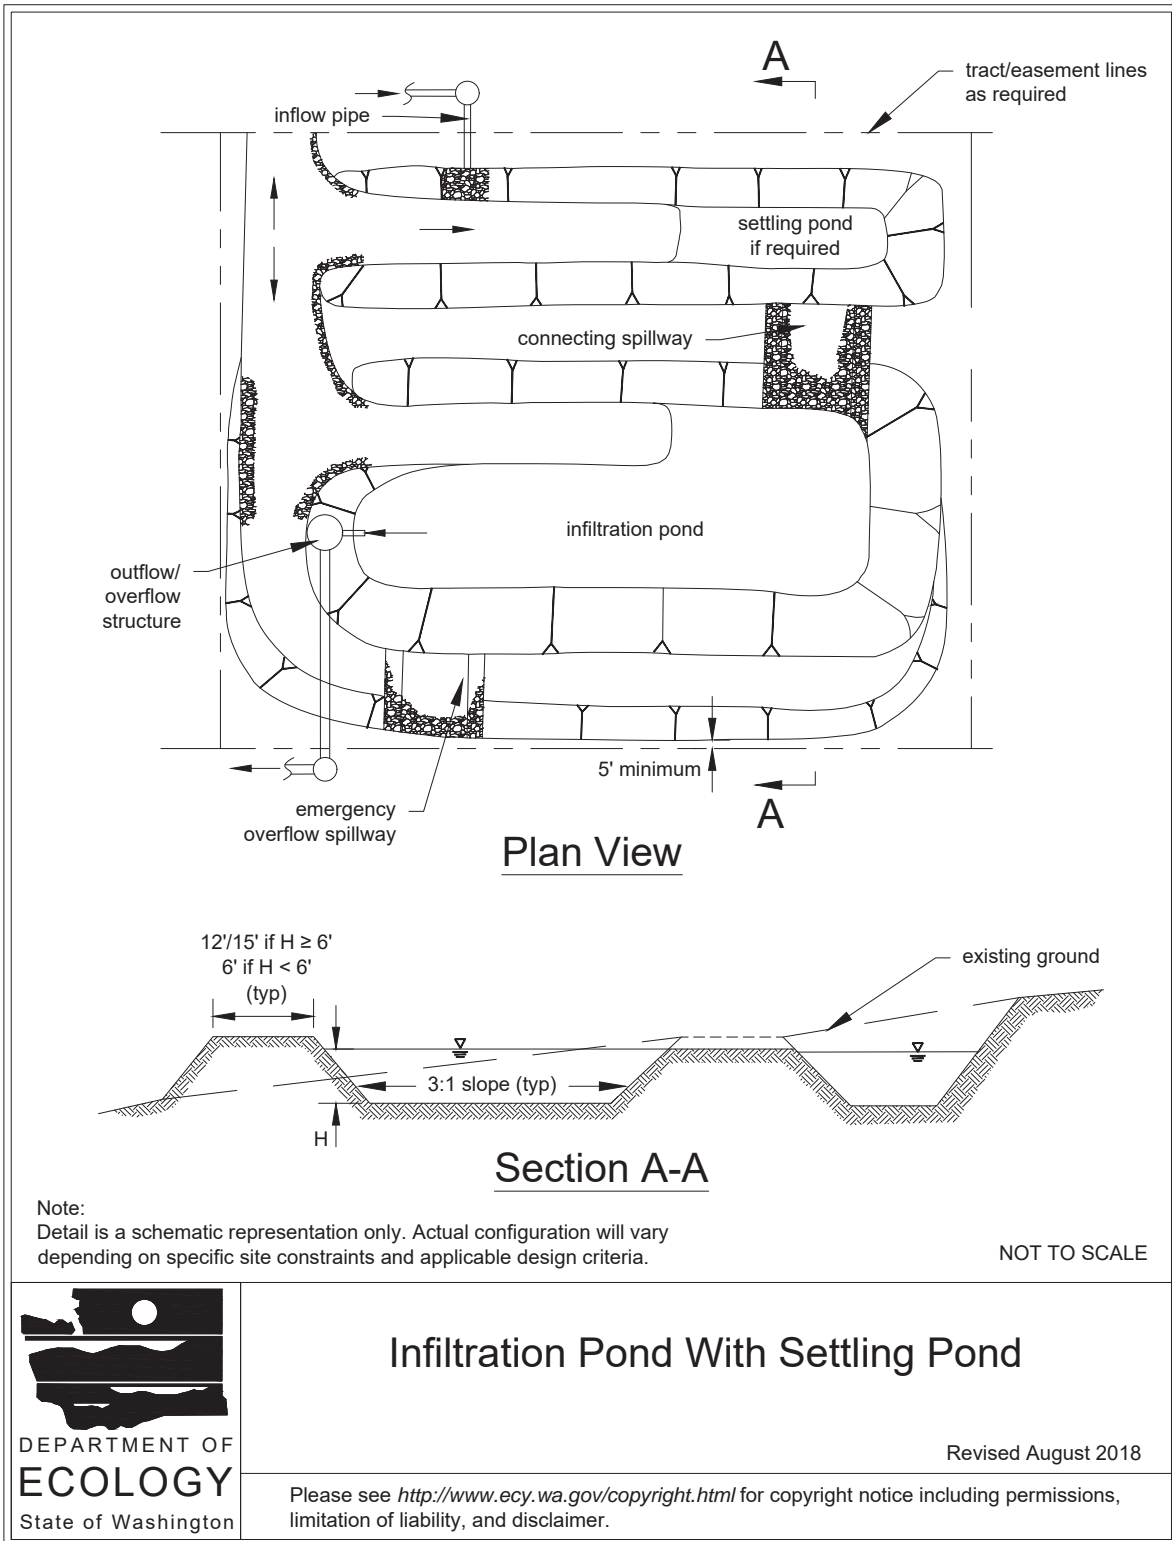 A
tract/easement lines
as required
inflow pipe
settling pond
if required
connecting spillway
infiltration pond
outflow/
overflow
structure
5' minimum
A
emergency
overflow spillway
Plan View
12'/15' if H ≥ 6'
6' if H < 6'
(typ)
existing ground
3:1 slope (typ)
H
Section A-A
Note:
Detail is a schematic representation only. Actual configuration will vary
depending on specific site constraints and applicable design criteria.
NOT TO SCALE
DEPARTMENT OF
ECOLOGY
State of Washington
Infiltration Pond With Settling Pond
Revised August 2018
Please see http://www.ecy.wa.gov/copyright.html for copyright notice including permissions,
limitation of liability, and disclaimer.